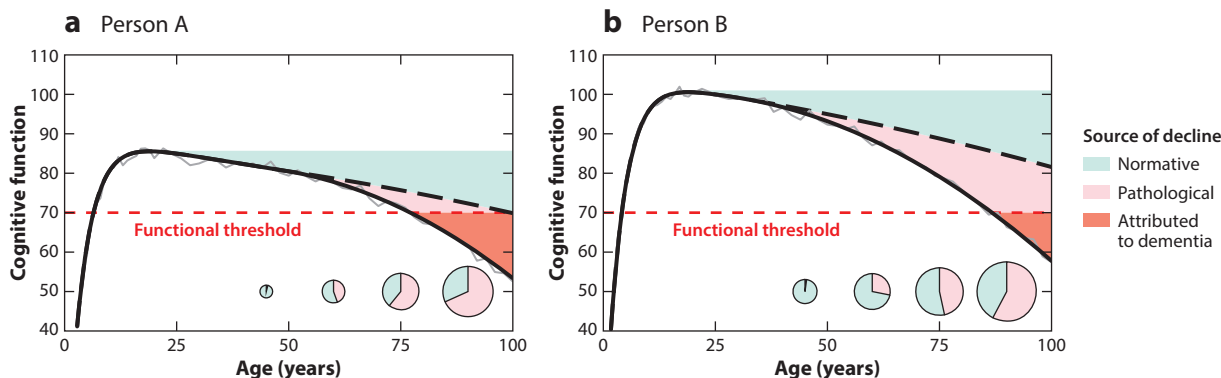 a Person A
110
100
90
80
70
60
50
40
Cognitive function
Functional threshold
0 25 50 75 100
Age (years)
b Person B
110
100
90
80
70
60
50
40
Cognitive function
Functional threshold
0 25 50 75 100
Age (years)
Source of decline
Normative
Pathological
Attributed
to dementia